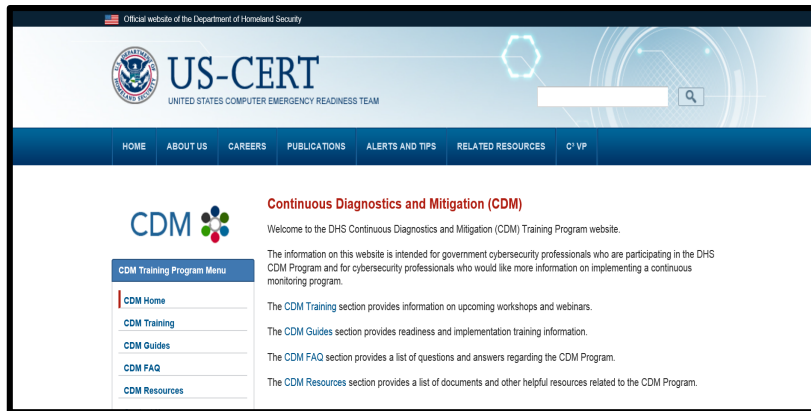 Official website of the Department of Homeland Security
US-CERT
UNITED STATES COMPUTER EMERGENCY READINESS TEAM
HOME ABOUT US CAREERS PUBLICATIONS ALERTS AND TIPS RELATED RESOURCES C³ VP
CDM
CDM Training Program Menu
CDM Home
CDM Training
CDM Guides
CDM FAQ
CDM Resources
Continuous Diagnostics and Mitigation (CDM)
Welcome to the DHS Continuous Diagnostics and Mitigation (CDM) Training Program website.
The information on this website is intended for government cybersecurity professionals who are participating in the DHS
CDM Program and for cybersecurity professionals who would like more information on implementing a continuous
monitoring program.
The CDM Training section provides information on upcoming workshops and webinars.
The CDM Guides section provides readiness and implementation training information.
The CDM FAQ section provides a list of questions and answers regarding the CDM Program.
The CDM Resources section provides a list of documents and other helpful resources related to the CDM Program.